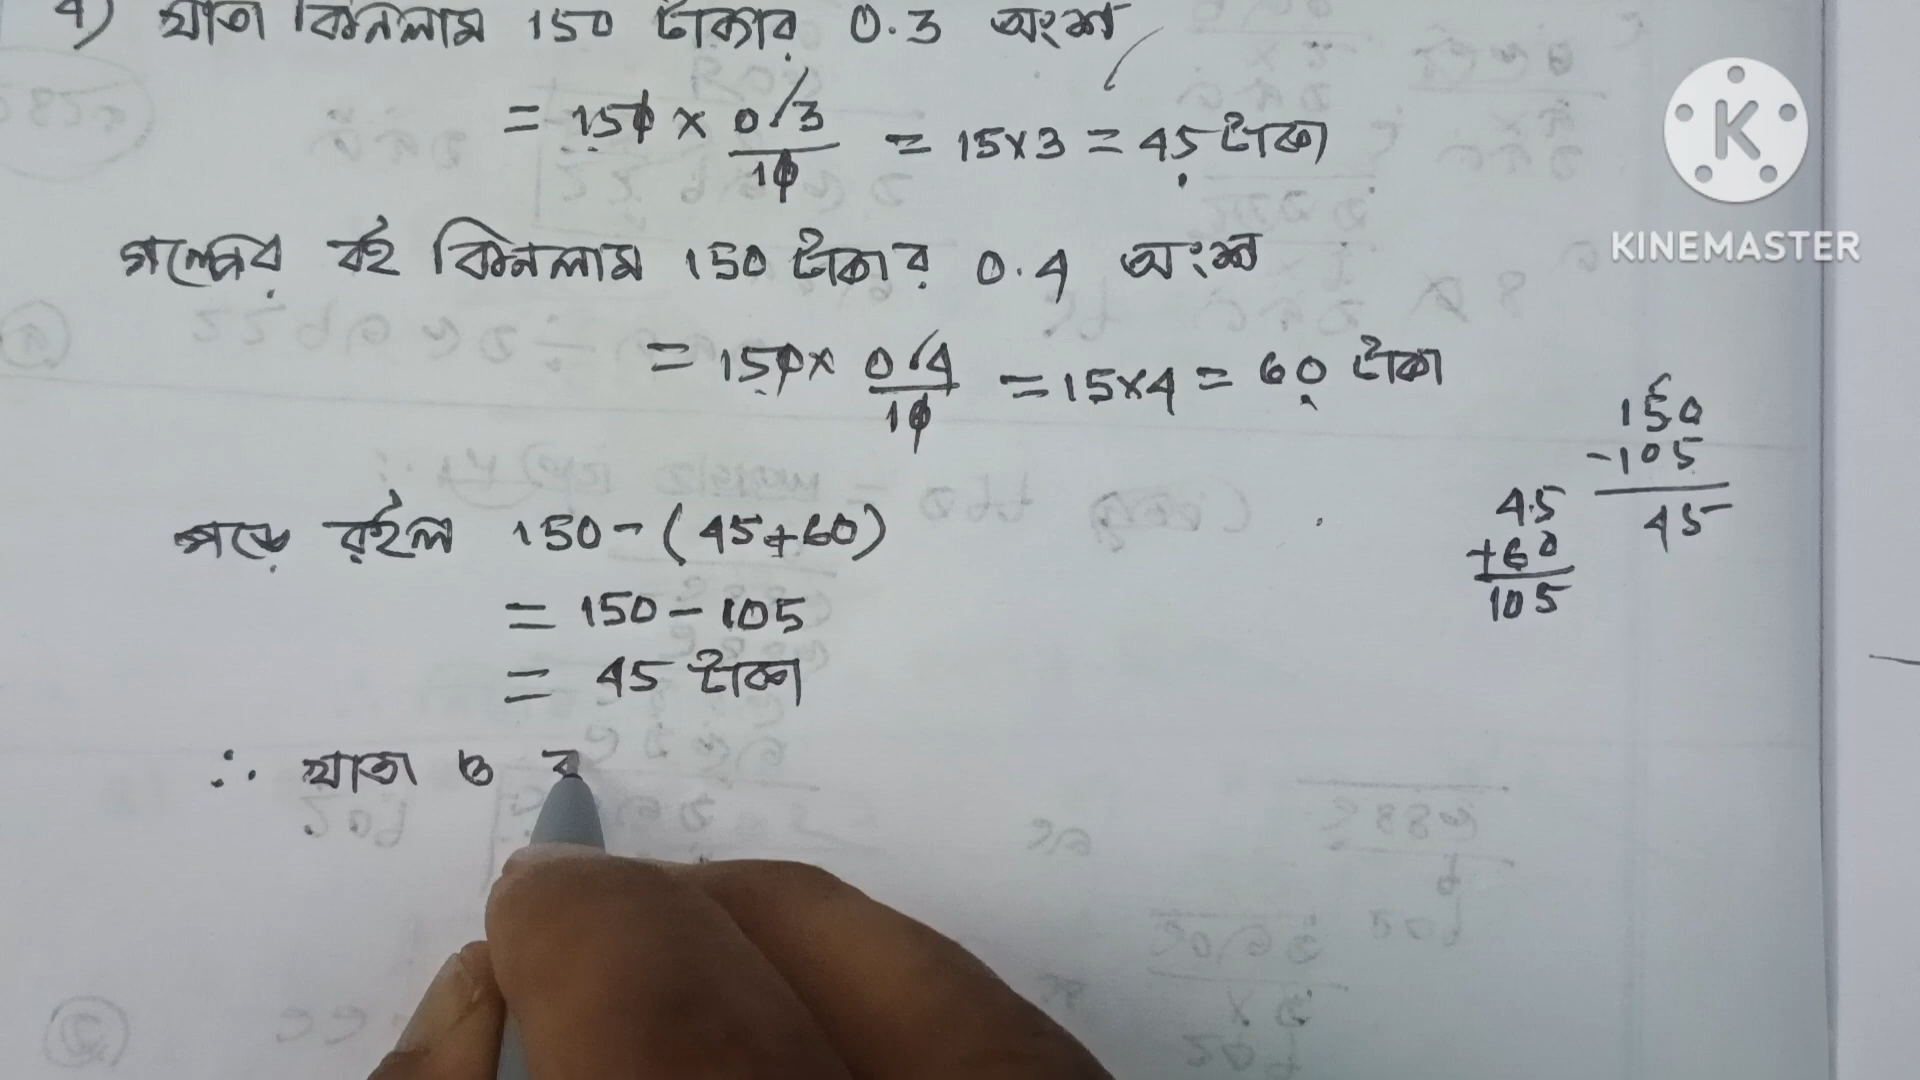 খাতা কিনলাম 150 টাকার 0.3 অংশ
= 150 × 0.3/10 = 15×3 = 45 টাকা
গল্পের বই কিনলাম 150 টাকার 0.4 অংশ
= 150 × 0.4/10 = 15×4 = 60 টাকা
পড়ে রইল 150 - (45+60)
= 150 - 105
= 45 টাকা
∴ খাতা ও ব
150
-105
45
45
+60
105
KINEMASTER